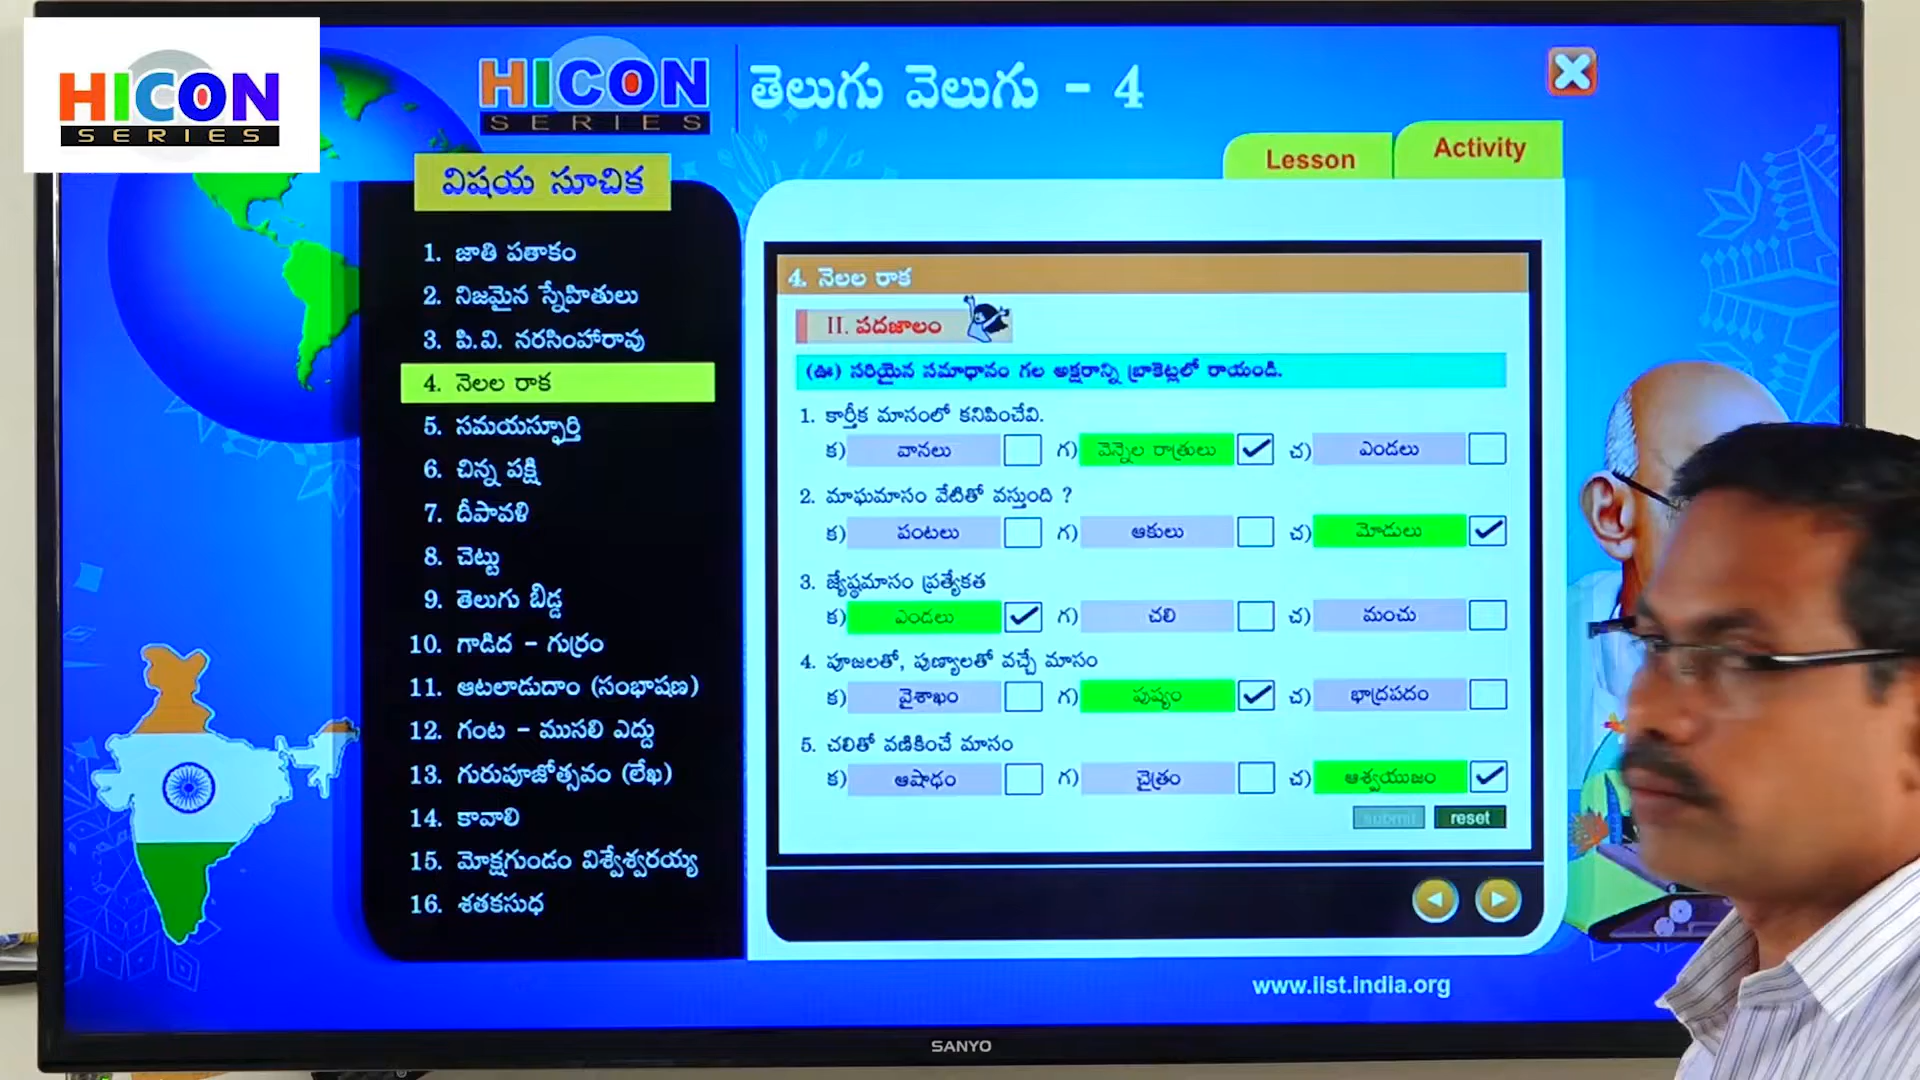 HICON
SERIES
HICON
SERIES
తెలుగు వెలుగు - 4
Lesson
Activity
విషయ సూచిక
1. జాతి పతాకం
2. నిజమైన స్నేహితులు
3. పి.వి. నరసింహారావు
4. నెలల రాక
5. సమయస్ఫూర్తి
6. చిన్న పక్షి
7. దీపావళి
8. చెట్టు
9. తెలుగు బిడ్డ
10. గాడిద - గుర్రం
11. ఆటలాడుదాం (సంభాషణ)
12. గంట - ముసలి ఎద్దు
13. గురుపూజోత్సవం (లేఖ)
14. కావాలి
15. మోక్షగుండం విశ్వేశ్వరయ్య
16. శతకసుధ
4. నెలల రాక
II. పదజాలం
(ఊ) సరియైన సమాధానం గల అక్షరాన్ని బ్రాకెట్లలో రాయండి.
1. కార్తీక మాసంలో కనిపించేవి.
క) వానలు గ) వెన్నెల రాత్రులు చ) ఎండలు
2. మాఘమాసం వేటితో వస్తుంది ?
క) పంటలు గ) ఆకులు చ) మోడులు
3. జ్యేష్ఠమాసం ప్రత్యేకత
క) ఎండలు గ) చలి చ) మంచు
4. పూజలతో, పుణ్యాలతో వచ్చే మాసం
క) వైశాఖం గ) పుష్యం చ) భాద్రపదం
5. చలితో వణికించే మాసం
క) ఆషాఢం గ) చైత్రం చ) ఆశ్వయుజం
submit reset
www.iist.india.org
SANYO